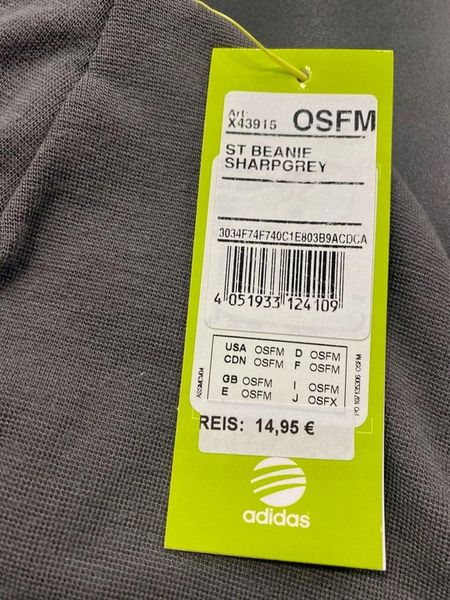 Art:
X43915 OSFM
ST BEANIE
SHARPGREY
3034F74F740C1E803B9ACDCA
4 051933 124109
USA OSFM D OSFM
CDN OSFM F OSFM
GB OSFM I OSFM
E OSFM J OSFX
REIS: 14,95 €
adidas